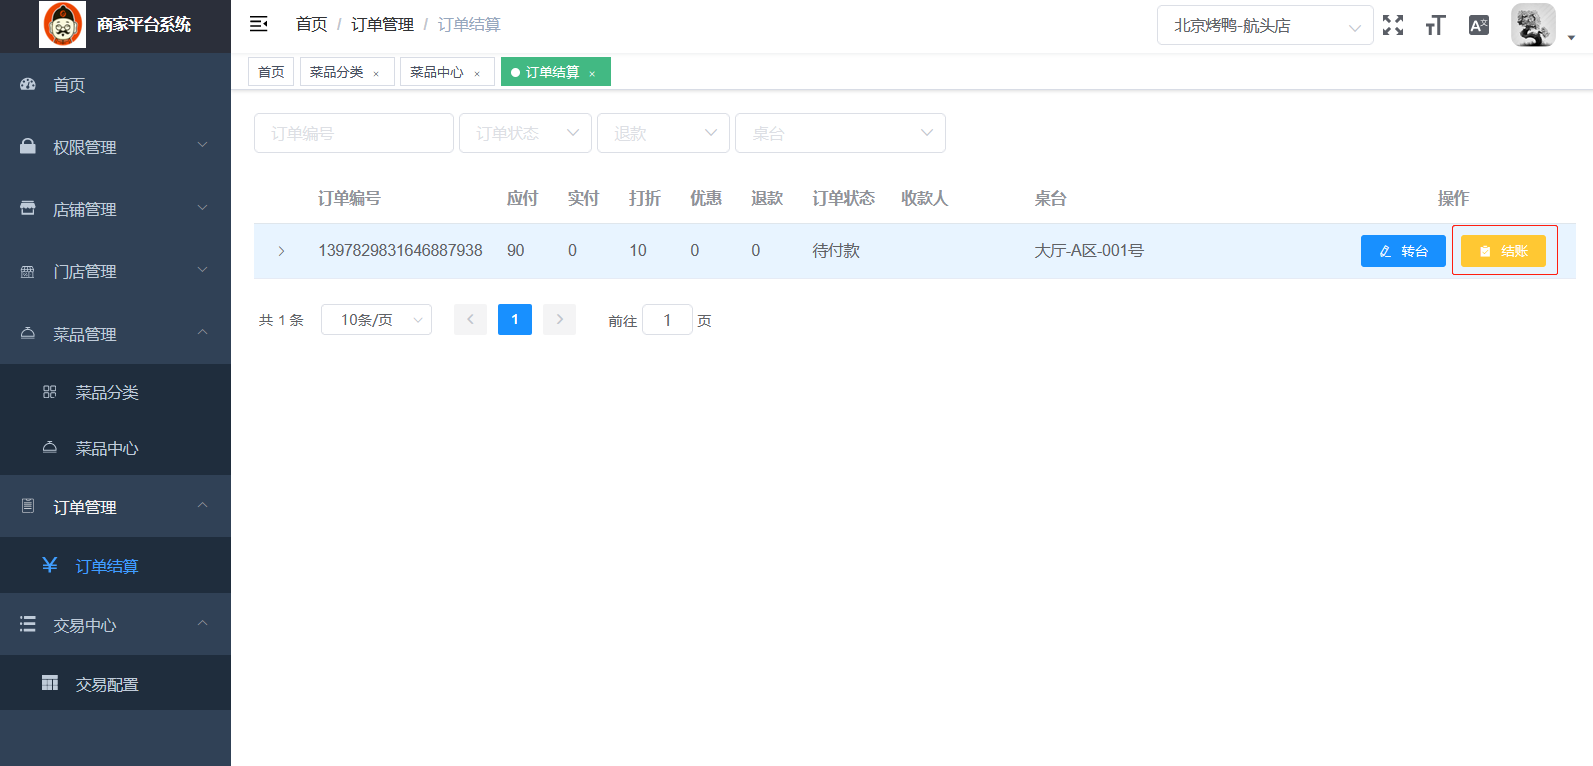 商家平台系统
首页 / 订单管理 / 订单结算
北京烤鸭-航头店
首页
菜品分类 ×
菜品中心 ×
订单结算 ×
首页
权限管理
店铺管理
门店管理
菜品管理
菜品分类
菜品中心
订单管理
订单结算
交易中心
交易配置
订单编号
订单状态
退款
桌台
订单编号 应付 实付 打折 优惠 退款 订单状态 收款人 桌台 操作
1397829831646887938 90 0 10 0 0 待付款 大厅-A区-001号 转台 结账
共 1 条 10条/页 1 前往 1 页